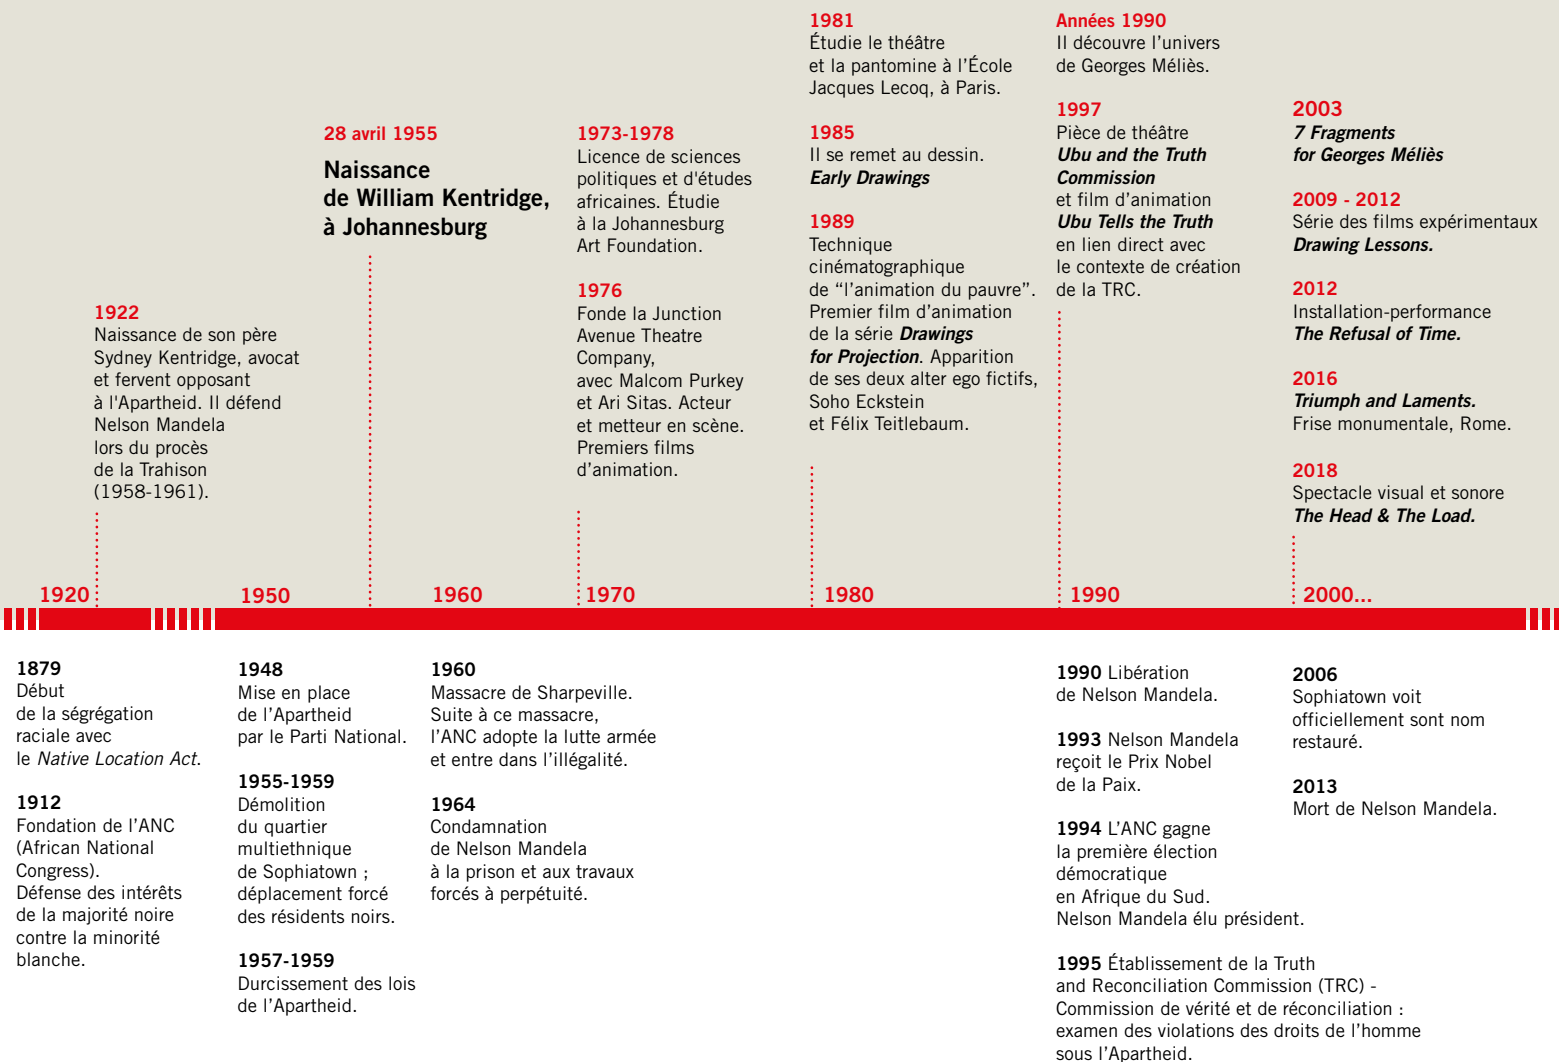 1922
Naissance de son père
Sydney Kentridge, avocat
et fervent opposant
à l'Apartheid. Il défend
Nelson Mandela
lors du procès
de la Trahison
(1958-1961).
28 avril 1955
Naissance
de William Kentridge,
à Johannesburg
1973-1978
Licence de sciences
politiques et d'études
africaines. Étudie
à la Johannesburg
Art Foundation.
1976
Fonde la Junction
Avenue Theatre
Company,
avec Malcom Purkey
et Ari Sitas. Acteur
et metteur en scène.
Premiers films
d’animation.
1981
Étudie le théâtre
et la pantomine à l’École
Jacques Lecoq, à Paris.
1985
Il se remet au dessin.
Early Drawings
1989
Technique
cinématographique
de “l’animation du pauvre”.
Premier film d’animation
de la série Drawings
for Projection. Apparition
de ses deux alter ego fictifs,
Soho Eckstein
et Félix Teitlebaum.
Années 1990
Il découvre l’univers
de Georges Méliès.
1997
Pièce de théâtre
Ubu and the Truth
Commission
et film d’animation
Ubu Tells the Truth
en lien direct avec
le contexte de création
de la TRC.
2003
7 Fragments
for Georges Méliès
2009 - 2012
Série des films expérimentaux
Drawing Lessons.
2012
Installation-performance
The Refusal of Time.
2016
Triumph and Laments.
Frise monumentale, Rome.
2018
Spectacle visual et sonore
The Head & The Load.
1920
1950
1960
1970
1980
1990
2000...
1879
Début
de la ségrégation
raciale avec
le Native Location Act.
1912
Fondation de l’ANC
(African National
Congress).
Défense des intérêts
de la majorité noire
contre la minorité
blanche.
1948
Mise en place
de l’Apartheid
par le Parti National.
1955-1959
Démolition
du quartier
multiethnique
de Sophiatown ;
déplacement forcé
des résidents noirs.
1957-1959
Durcissement des lois
de l’Apartheid.
1960
Massacre de Sharpeville.
Suite à ce massacre,
l’ANC adopte la lutte armée
et entre dans l’illégalité.
1964
Condamnation
de Nelson Mandela
à la prison et aux travaux
forcés à perpétuité.
1990 Libération
de Nelson Mandela.
1993 Nelson Mandela
reçoit le Prix Nobel
de la Paix.
1994 L’ANC gagne
la première élection
démocratique
en Afrique du Sud.
Nelson Mandela élu président.
1995 Établissement de la Truth
and Reconciliation Commission (TRC) -
Commission de vérité et de réconciliation :
examen des violations des droits de l’homme
sous l’Apartheid.
2006
Sophiatown voit
officiellement sont nom
restauré.
2013
Mort de Nelson Mandela.